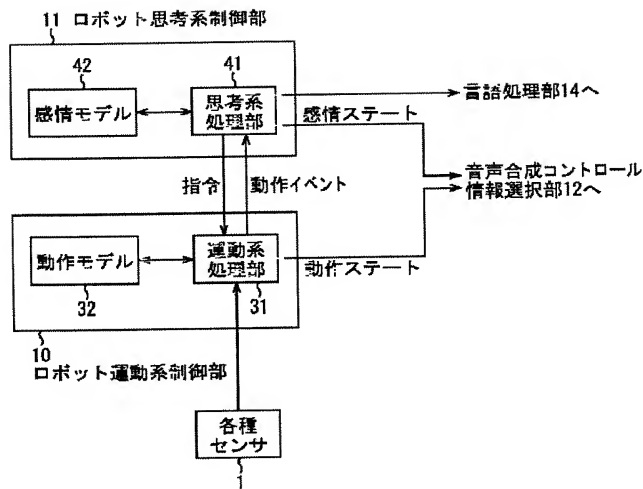 11 ロボット思考系制御部
42
41
感情モデル
思考系
処理部
言語処理部14へ
感情ステート
音声合成コントロール
情報選択部12へ
指令
動作イベント
動作モデル
運動系
処理部
動作ステート
32
31
10
ロボット運動系制御部
各種
センサ
1